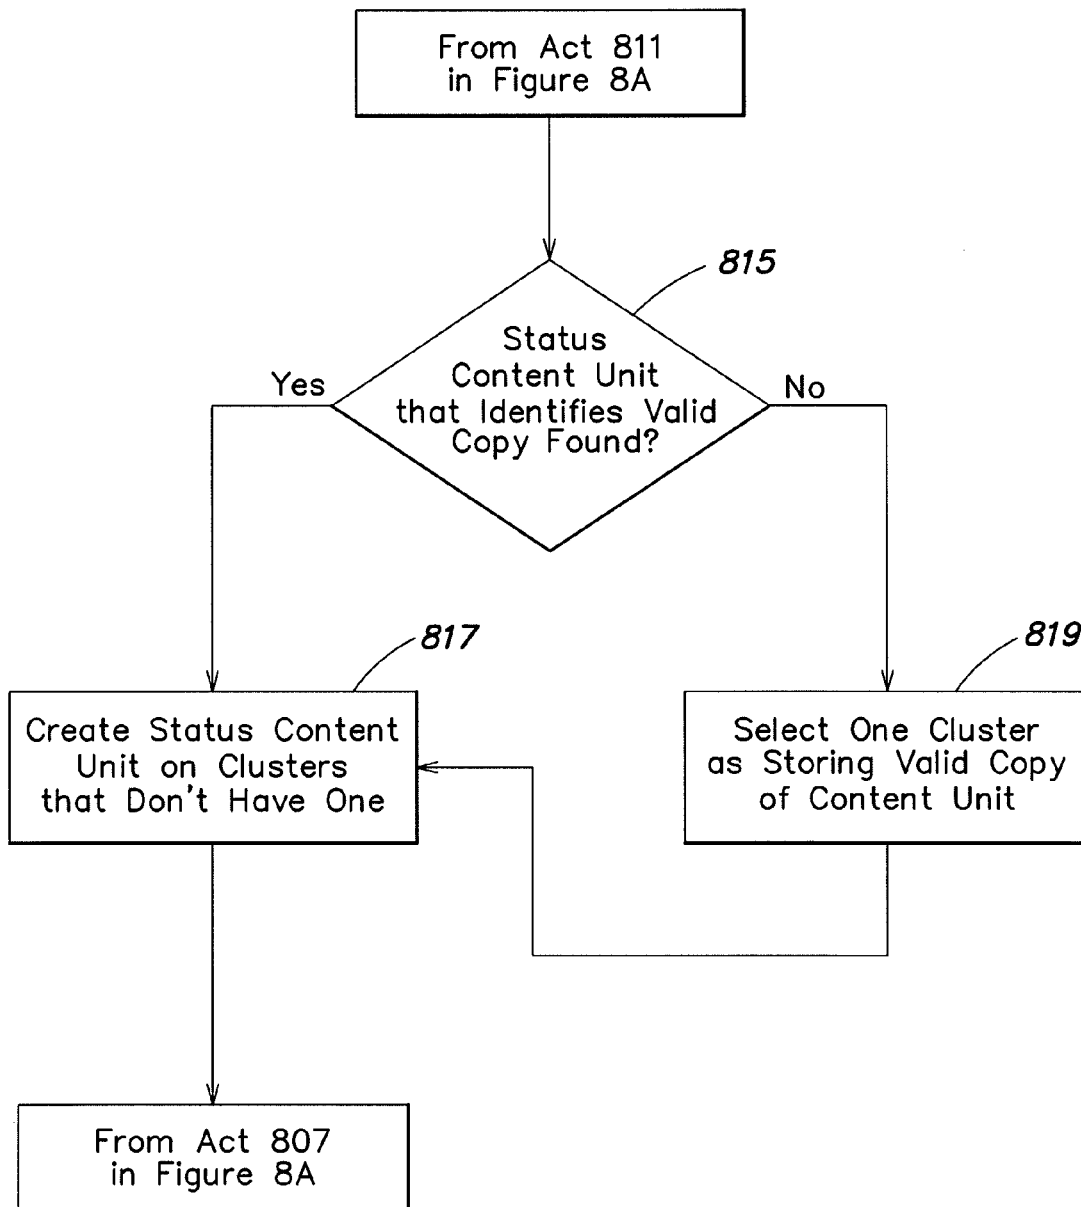 From Act 811
in Figure 8A
815
Status
Content Unit
that Identifies Valid
Copy Found?
Yes
No
817
Create Status Content
Unit on Clusters
that Don't Have One
819
Select One Cluster
as Storing Valid Copy
of Content Unit
From Act 807
in Figure 8A